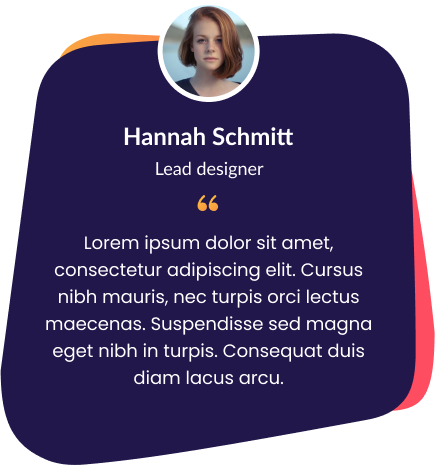 Hannah Schmitt
Lead designer
“
Lorem ipsum dolor sit amet,
consectetur adipiscing elit. Cursus
nibh mauris, nec turpis orci lectus
maecenas. Suspendisse sed magna
eget nibh in turpis. Consequat duis
diam lacus arcu.